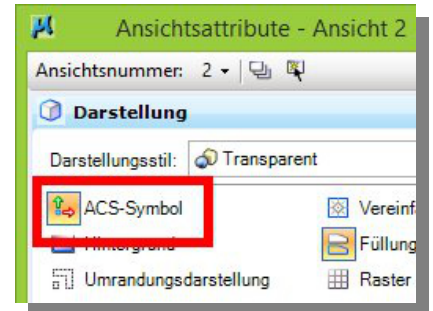 Ansichtsattribute - Ansicht 2
Ansichtsnummer: 2
Darstellung
Darstellungsstil: Transparent
ACS-Symbol Vereinf
Hintergrund Füllung
Umrandungsdarstellung Raster